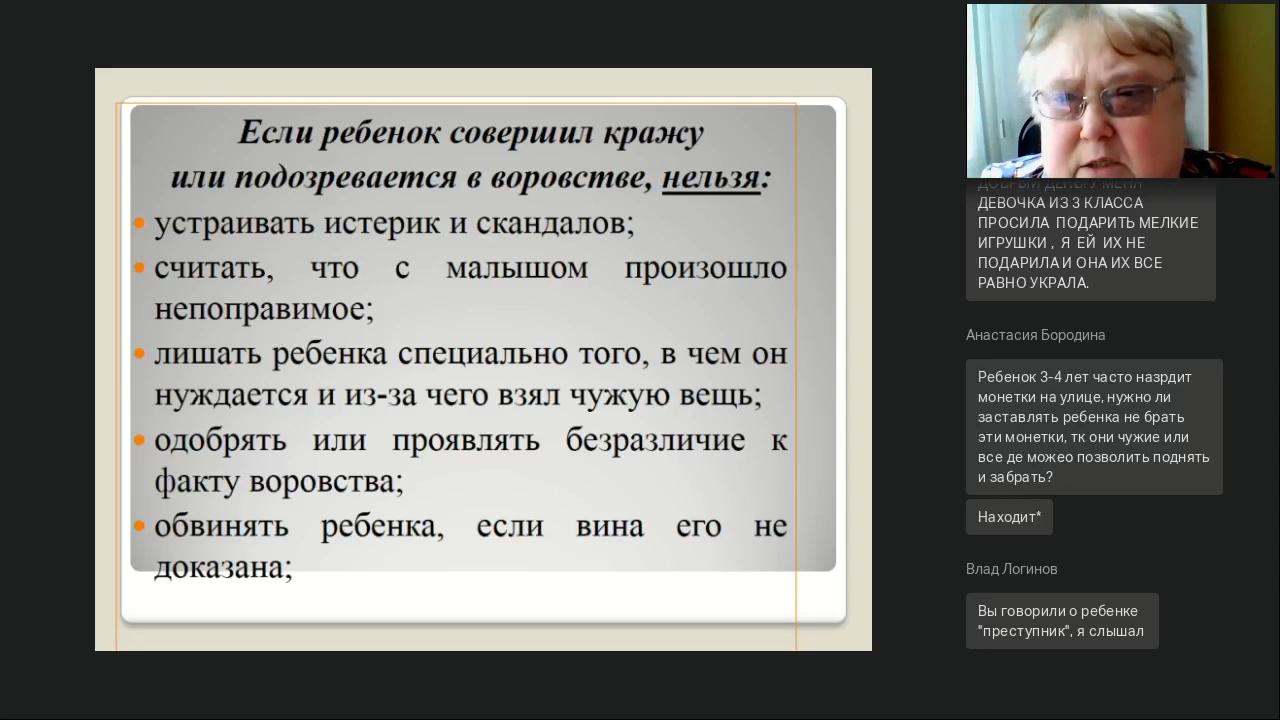 Если ребенок совершил кражу
или подозревается в воровстве, нельзя:
устраивать истерик и скандалов;
считать, что с малышом произошло
непоправимое;
лишать ребенка специально того, в чем он
нуждается и из-за чего взял чужую вещь;
одобрять или проявлять безразличие к
факту воровства;
обвинять ребенка, если вина его не
доказана;
ДОБРЫЙ ДЕНЬ! У МЕНЯ
ДЕВОЧКА ИЗ 3 КЛАССА
ПРОСИЛА ПОДАРИТЬ МЕЛКИЕ
ИГРУШКИ , Я ЕЙ ИХ НЕ
ПОДАРИЛА И ОНА ИХ ВСЕ
РАВНО УКРАЛА.
Анастасия Бородина
Ребенок 3-4 лет часто назрдит
монетки на улице, нужно ли
заставлять ребенка не брать
эти монетки, тк они чужие или
все де можео позволить поднять
и забрать?
Находит*
Влад Логинов
Вы говорили о ребенке
"преступник", я слышал